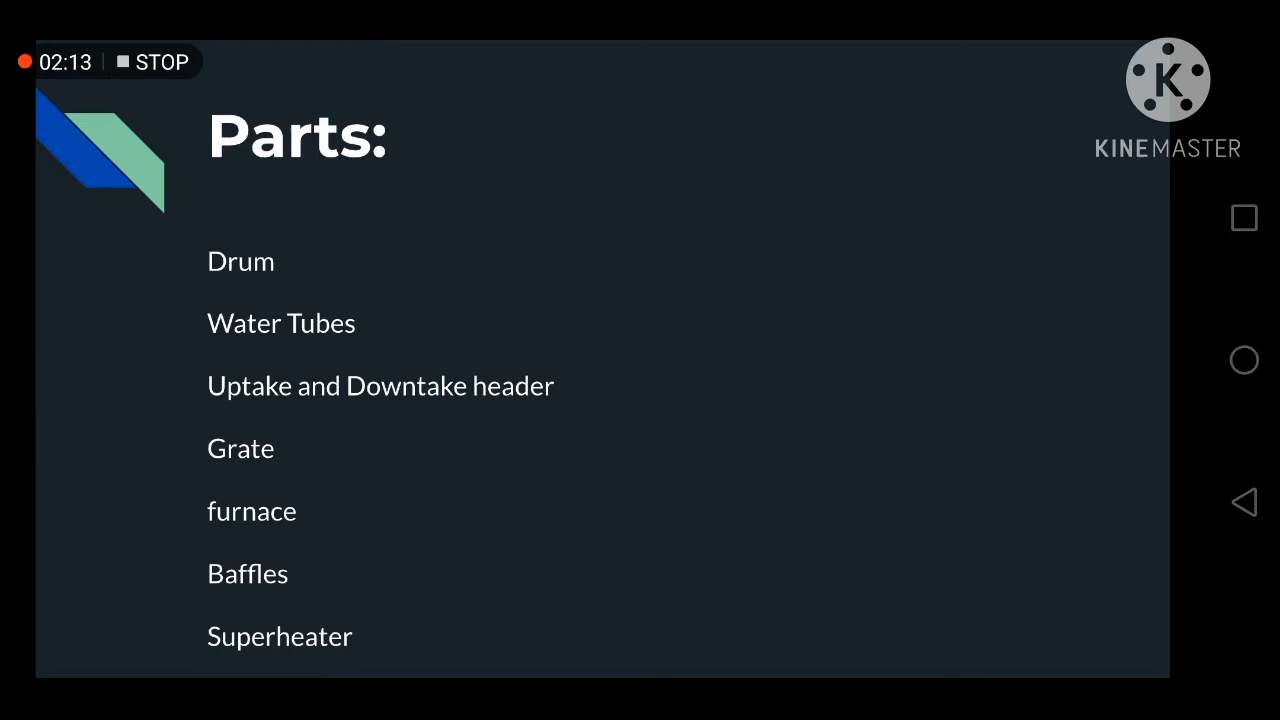 02:13 STOP
K
KINEMASTER
Parts:
Drum
Water Tubes
Uptake and Downtake header
Grate
furnace
Baffles
Superheater